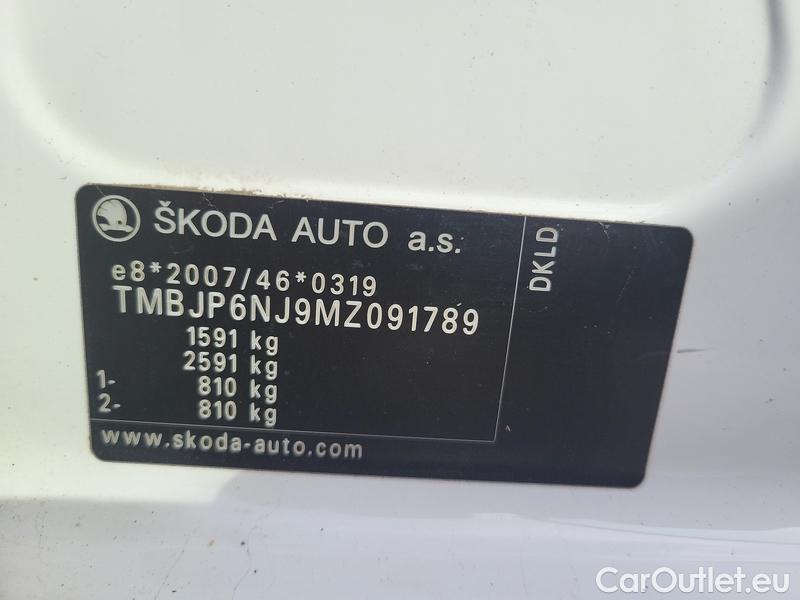 ŠKODA AUTO a.s.
e8*2007/46*0319
TMBJP6NJ9MZ091789
1591 kg
2591 kg
1- 810 kg
2- 810 kg
www.skoda-auto.com
DKLD
CarOutlet.eu